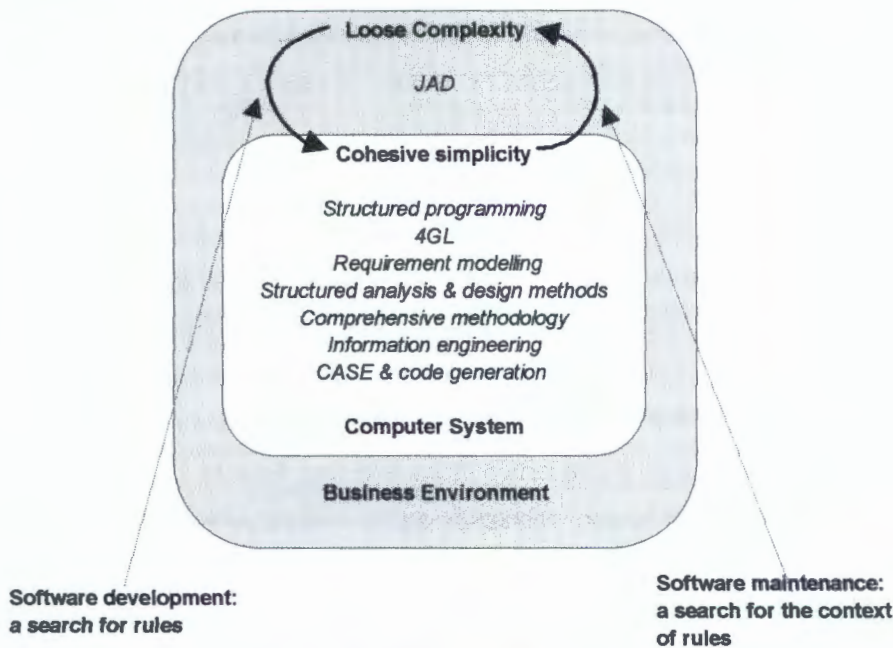 Loose Complexity
JAD
Cohesive simplicity
Structured programming
4GL
Requirement modelling
Structured analysis & design methods
Comprehensive methodology
Information engineering
CASE & code generation
Computer System
Business Environment
Software development:
a search for rules
Software maintenance:
a search for the context
of rules